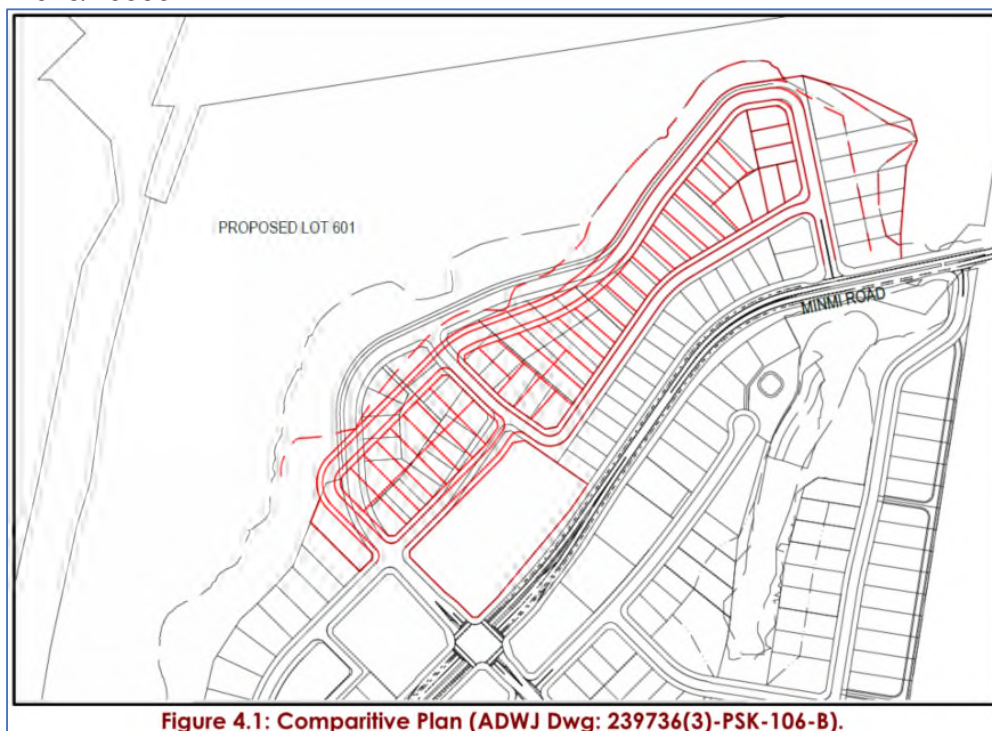 PROPOSED LOT 601
MINMI ROAD
Figure 4.1: Comparitive Plan (ADWJ Dwg: 239736(3)-PSK-106-B).